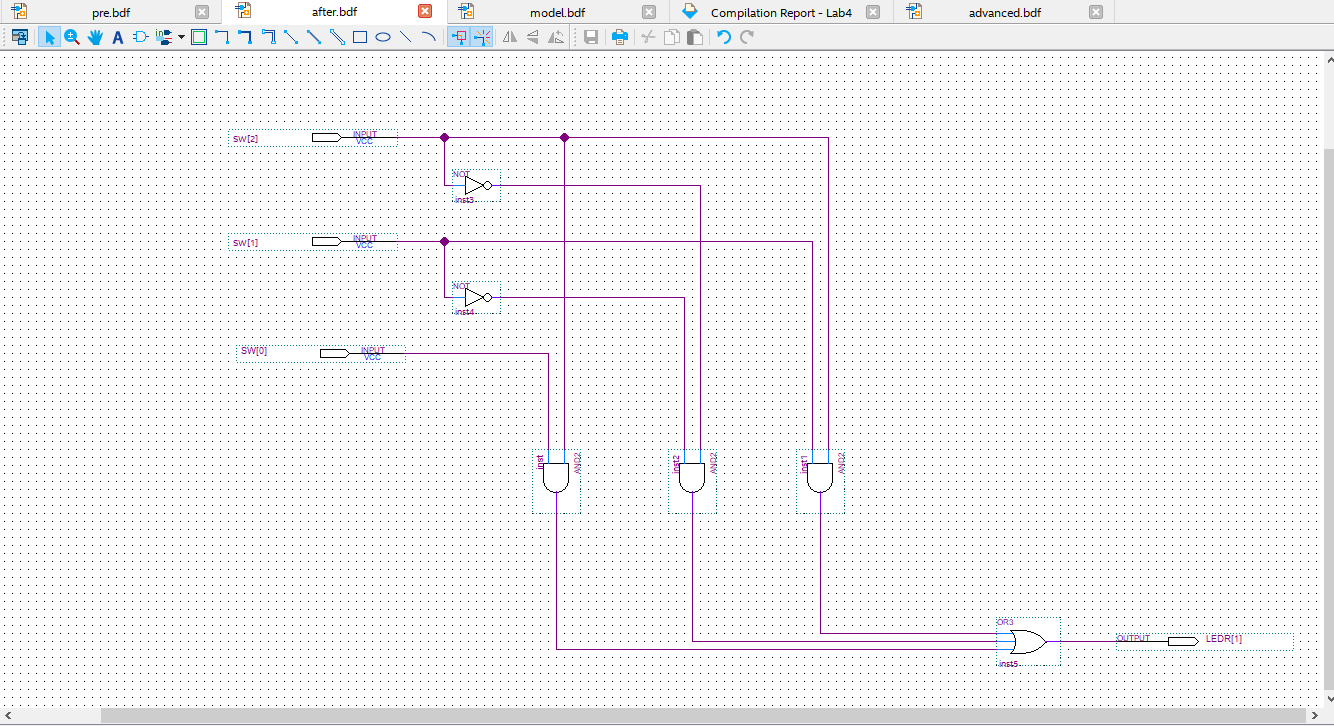 pre.bdf
after.bdf
model.bdf
Compilation Report - Lab4
advanced.bdf
SW[2]
INPUT
VCC
NOT
inst3
SW[1]
INPUT
VCC
NOT
inst4
SW[0]
INPUT
VCC
inst
AND2
inst2
AND2
inst1
AND2
OR3
inst5
OUTPUT
LEDR[1]